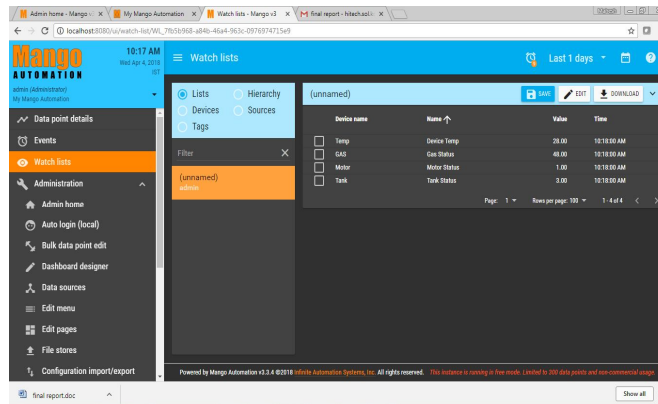 Admin home - Mango v3
My Mango Automation
Watch lists - Mango v3
final report - hitech.sol
localhost:8080/ui/watch-list/WL_7fb5b968-a84b-46a4-963c-0976974715e9
Mango
AUTOMATION
10:17 AM
Wed Apr 4, 2018
IST
admin (Administrator)
My Mango Automation
Watch lists
Last 1 days
Data point details
Events
Watch lists
Administration
Admin home
Auto login (local)
Bulk data point edit
Dashboard designer
Data sources
Edit menu
Edit pages
File stores
Configuration import/export
Lists Hierarchy
Devices Sources
Tags
Filter
(unnamed)
admin
(unnamed) SAVE EDIT DOWNLOAD
Device name Name Value Time
Temp Device Temp 28.00 10:18:00 AM
GAS Gas Status 48.00 10:18:00 AM
Motor Motor Status 1.00 10:18:00 AM
Tank Tank Status 3.00 10:18:00 AM
Page: 1 Rows per page: 100 1 - 4 of 4
Powered by Mango Automation v3.3.4 ©2018 Infinite Automation Systems, Inc. All rights reserved. This instance is running in free mode. Limited to 300 data points and non-commercial usage.
final report.doc
Show all